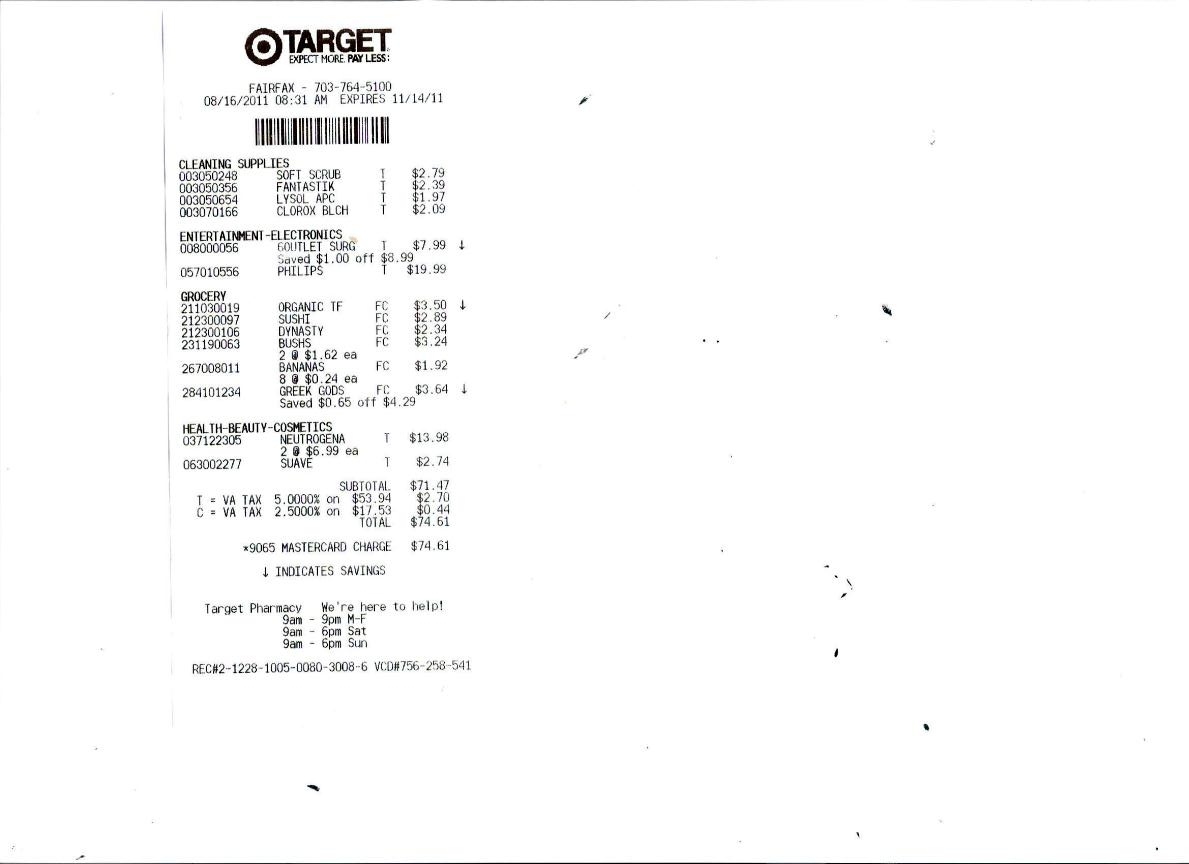 TARGET
EXPECT MORE. PAY LESS.
FAIRFAX - 703-764-5100
08/16/2011 08:31 AM EXPIRES 11/14/11
CLEANING SUPPLIES
003050248 SOFT SCRUB T $2.79
003050356 FANTASTIK T $2.39
003050654 LYSOL APC T $1.97
003070166 CLOROX BLCH T $2.09
ENTERTAINMENT-ELECTRONICS
008000056 6OUTLET SURG T $7.99 ↓
Saved $1.00 off $8.99
057010556 PHILIPS T $19.99
GROCERY
211030019 ORGANIC TF FC $3.50 ↓
212300097 SUSHI FC $2.89
212300106 DYNASTY FC $2.34
231190063 BUSHS FC $3.24
2 @ $1.62 ea
267008011 BANANAS FC $1.92
8 @ $0.24 ea
284101234 GREEK GODS FC $3.64 ↓
Saved $0.65 off $4.29
HEALTH-BEAUTY-COSMETICS
037122305 NEUTROGENA T $13.98
2 @ $6.99 ea
063002277 SUAVE T $2.74
SUBTOTAL $71.47
T = VA TAX 5.0000% on $53.94 $2.70
C = VA TAX 2.5000% on $17.53 $0.44
TOTAL $74.61
*9065 MASTERCARD CHARGE $74.61
↓ INDICATES SAVINGS
Target Pharmacy We're here to help!
9am - 9pm M-F
9am - 6pm Sat
9am - 6pm Sun
REC#2-1228-1005-0080-3008-6 VCD#756-258-541